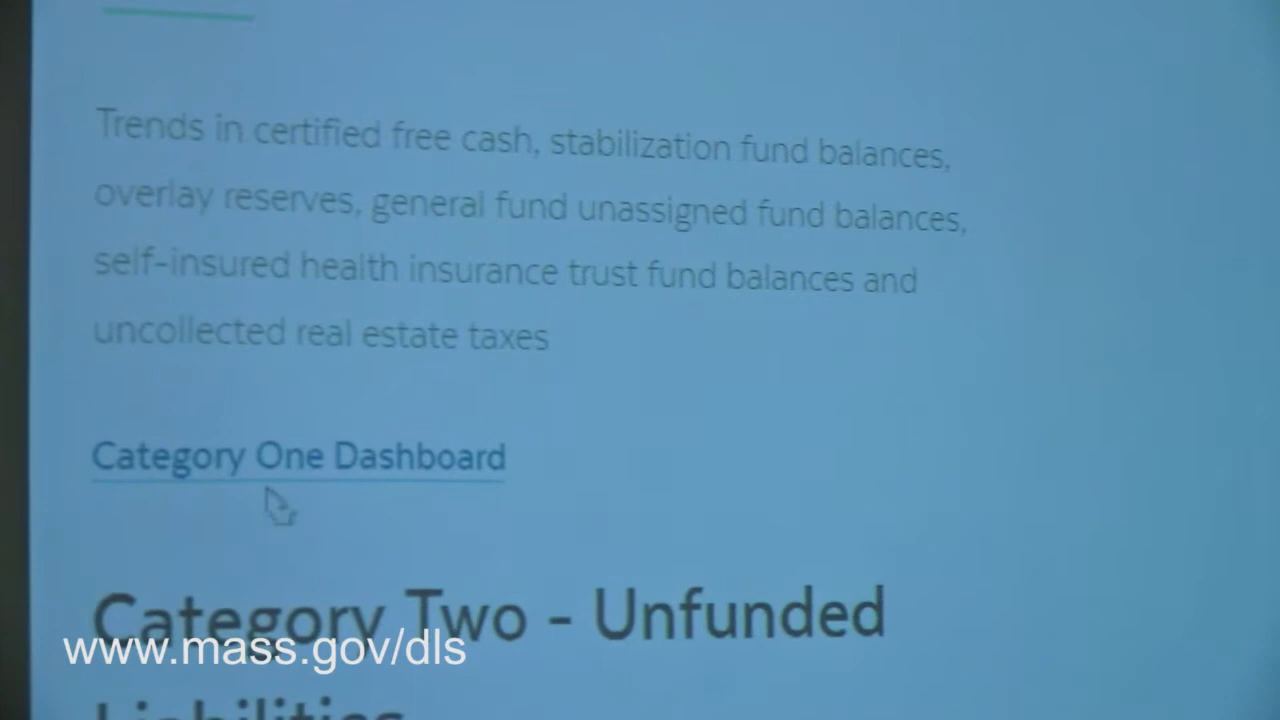 Trends in certified free cash, stabilization fund balances,
overlay reserves, general fund unassigned fund balances,
self-insured health insurance trust fund balances and
uncollected real estate taxes
Category One Dashboard
Category Two - Unfunded
www.mass.gov/dls
Liabilities